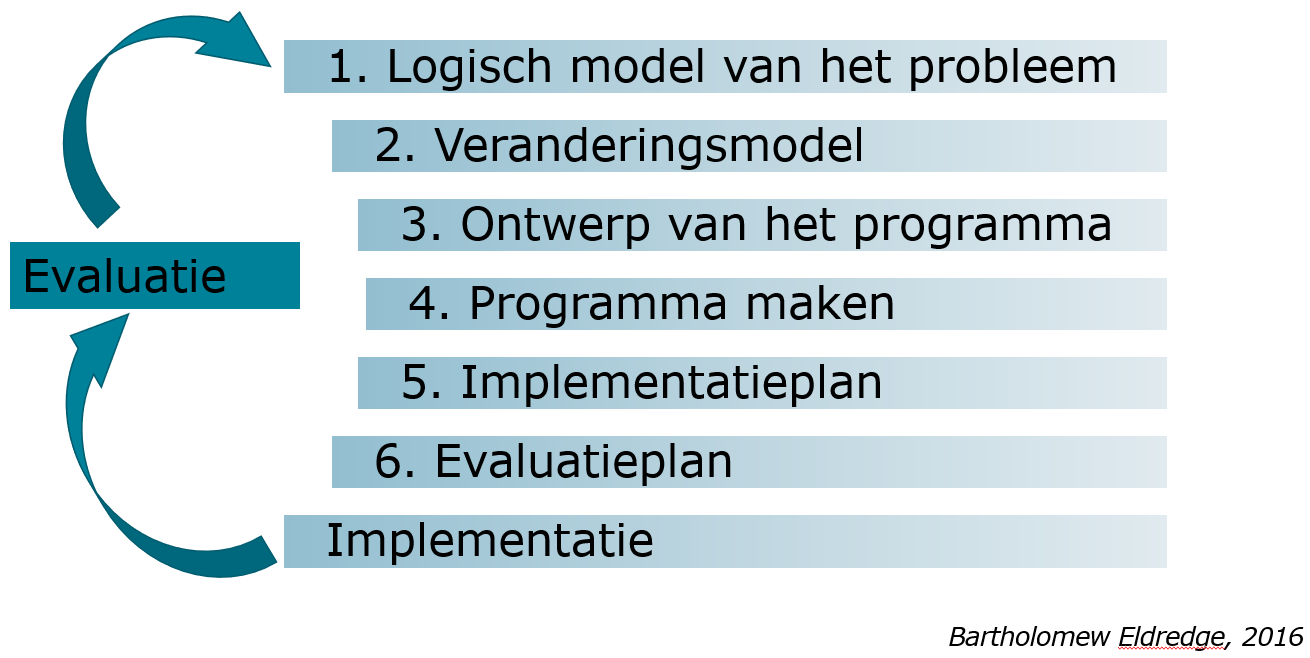 1. Logisch model van het probleem
2. Veranderingsmodel
3. Ontwerp van het programma
Evaluatie
4. Programma maken
5. Implementatieplan
6. Evaluatieplan
Implementatie
Bartholomew Eldredge, 2016